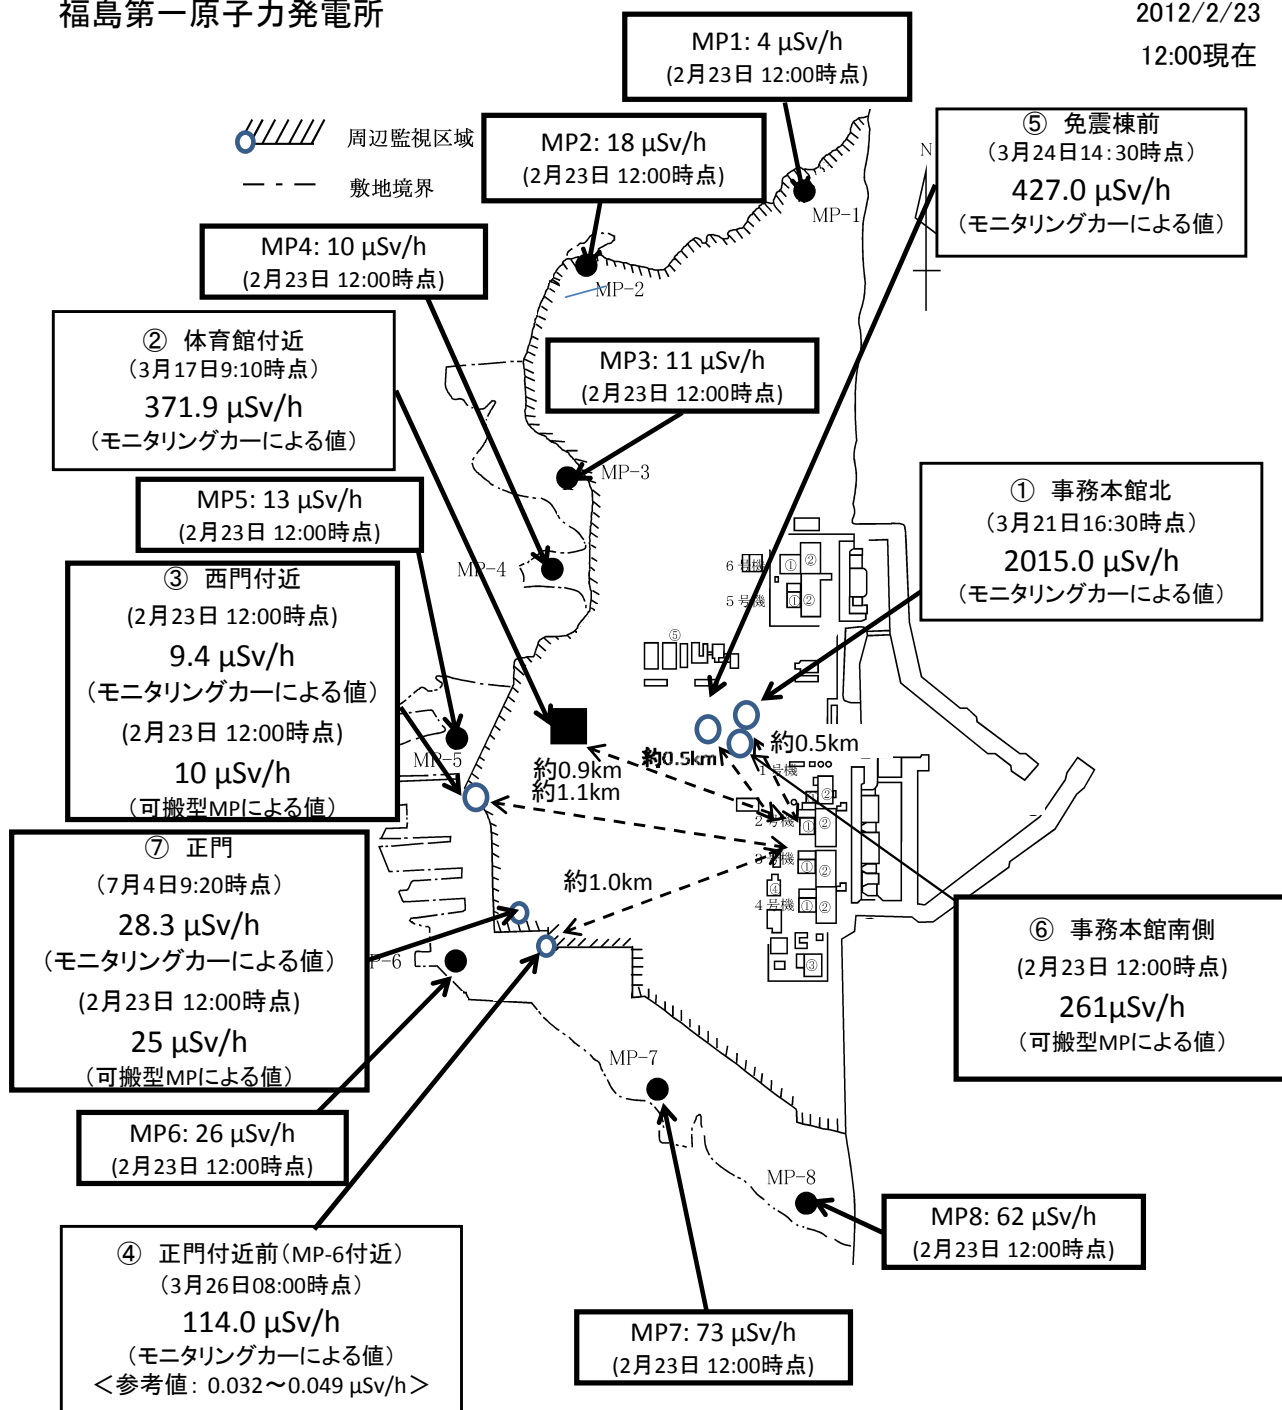 福島第一原子力発電所
2012/2/23
12:00現在
MP1: 4 μSv/h
(2月23日 12:00時点)
周辺監視区域
敷地境界
MP2: 18 μSv/h
(2月23日 12:00時点)
⑤ 免震棟前
(3月24日14:30時点)
427.0 μSv/h
(モニタリングカーによる値)
N
MP-1
MP4: 10 μSv/h
(2月23日 12:00時点)
MP-2
② 体育館付近
(3月17日9:10時点)
371.9 μSv/h
(モニタリングカーによる値)
MP3: 11 μSv/h
(2月23日 12:00時点)
MP-3
MP5: 13 μSv/h
(2月23日 12:00時点)
① 事務本館北
(3月21日16:30時点)
2015.0 μSv/h
(モニタリングカーによる値)
MP-4
6号機
① ②
5号機
① ②
③ 西門付近
(2月23日 12:00時点)
9.4 μSv/h
(モニタリングカーによる値)
(2月23日 12:00時点)
10 μSv/h
(可搬型MPによる値)
⑤
MP-5
約0.9km
約1.1km
約0.5km
約0.5km
1号機
②
2号機
① ②
3号機
① ②
④
4号機
① ②
③
約1.0km
⑦ 正門
(7月4日9:20時点)
28.3 μSv/h
(モニタリングカーによる値)
(2月23日 12:00時点)
25 μSv/h
(可搬型MPによる値)
P-6
⑥ 事務本館南側
(2月23日 12:00時点)
261μSv/h
(可搬型MPによる値)
MP-7
MP6: 26 μSv/h
(2月23日 12:00時点)
MP-8
MP8: 62 μSv/h
(2月23日 12:00時点)
④ 正門付近前(MP-6付近)
(3月26日08:00時点)
114.0 μSv/h
(モニタリングカーによる値)
<参考値: 0.032～0.049 μSv/h>
MP7: 73 μSv/h
(2月23日 12:00時点)